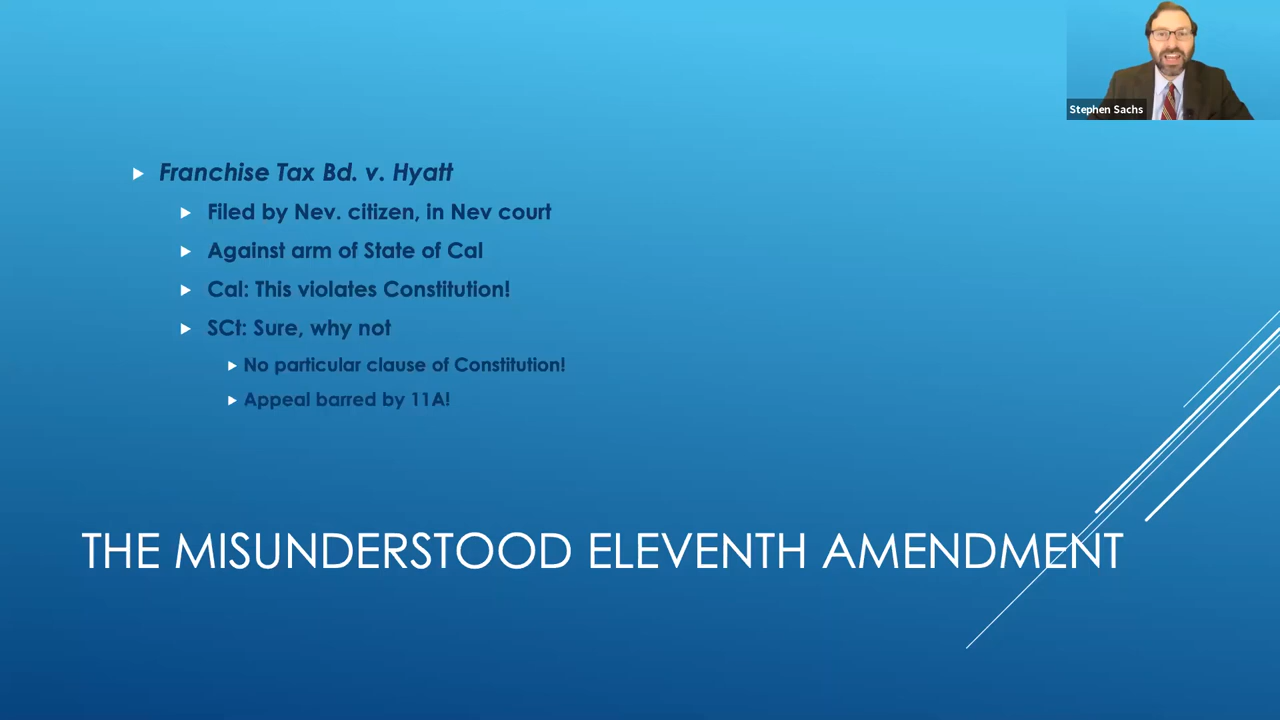 Stephen Sachs
Franchise Tax Bd. v. Hyatt
Filed by Nev. citizen, in Nev court
Against arm of State of Cal
Cal: This violates Constitution!
SCt: Sure, why not
No particular clause of Constitution!
Appeal barred by 11A!
THE MISUNDERSTOOD ELEVENTH AMENDMENT